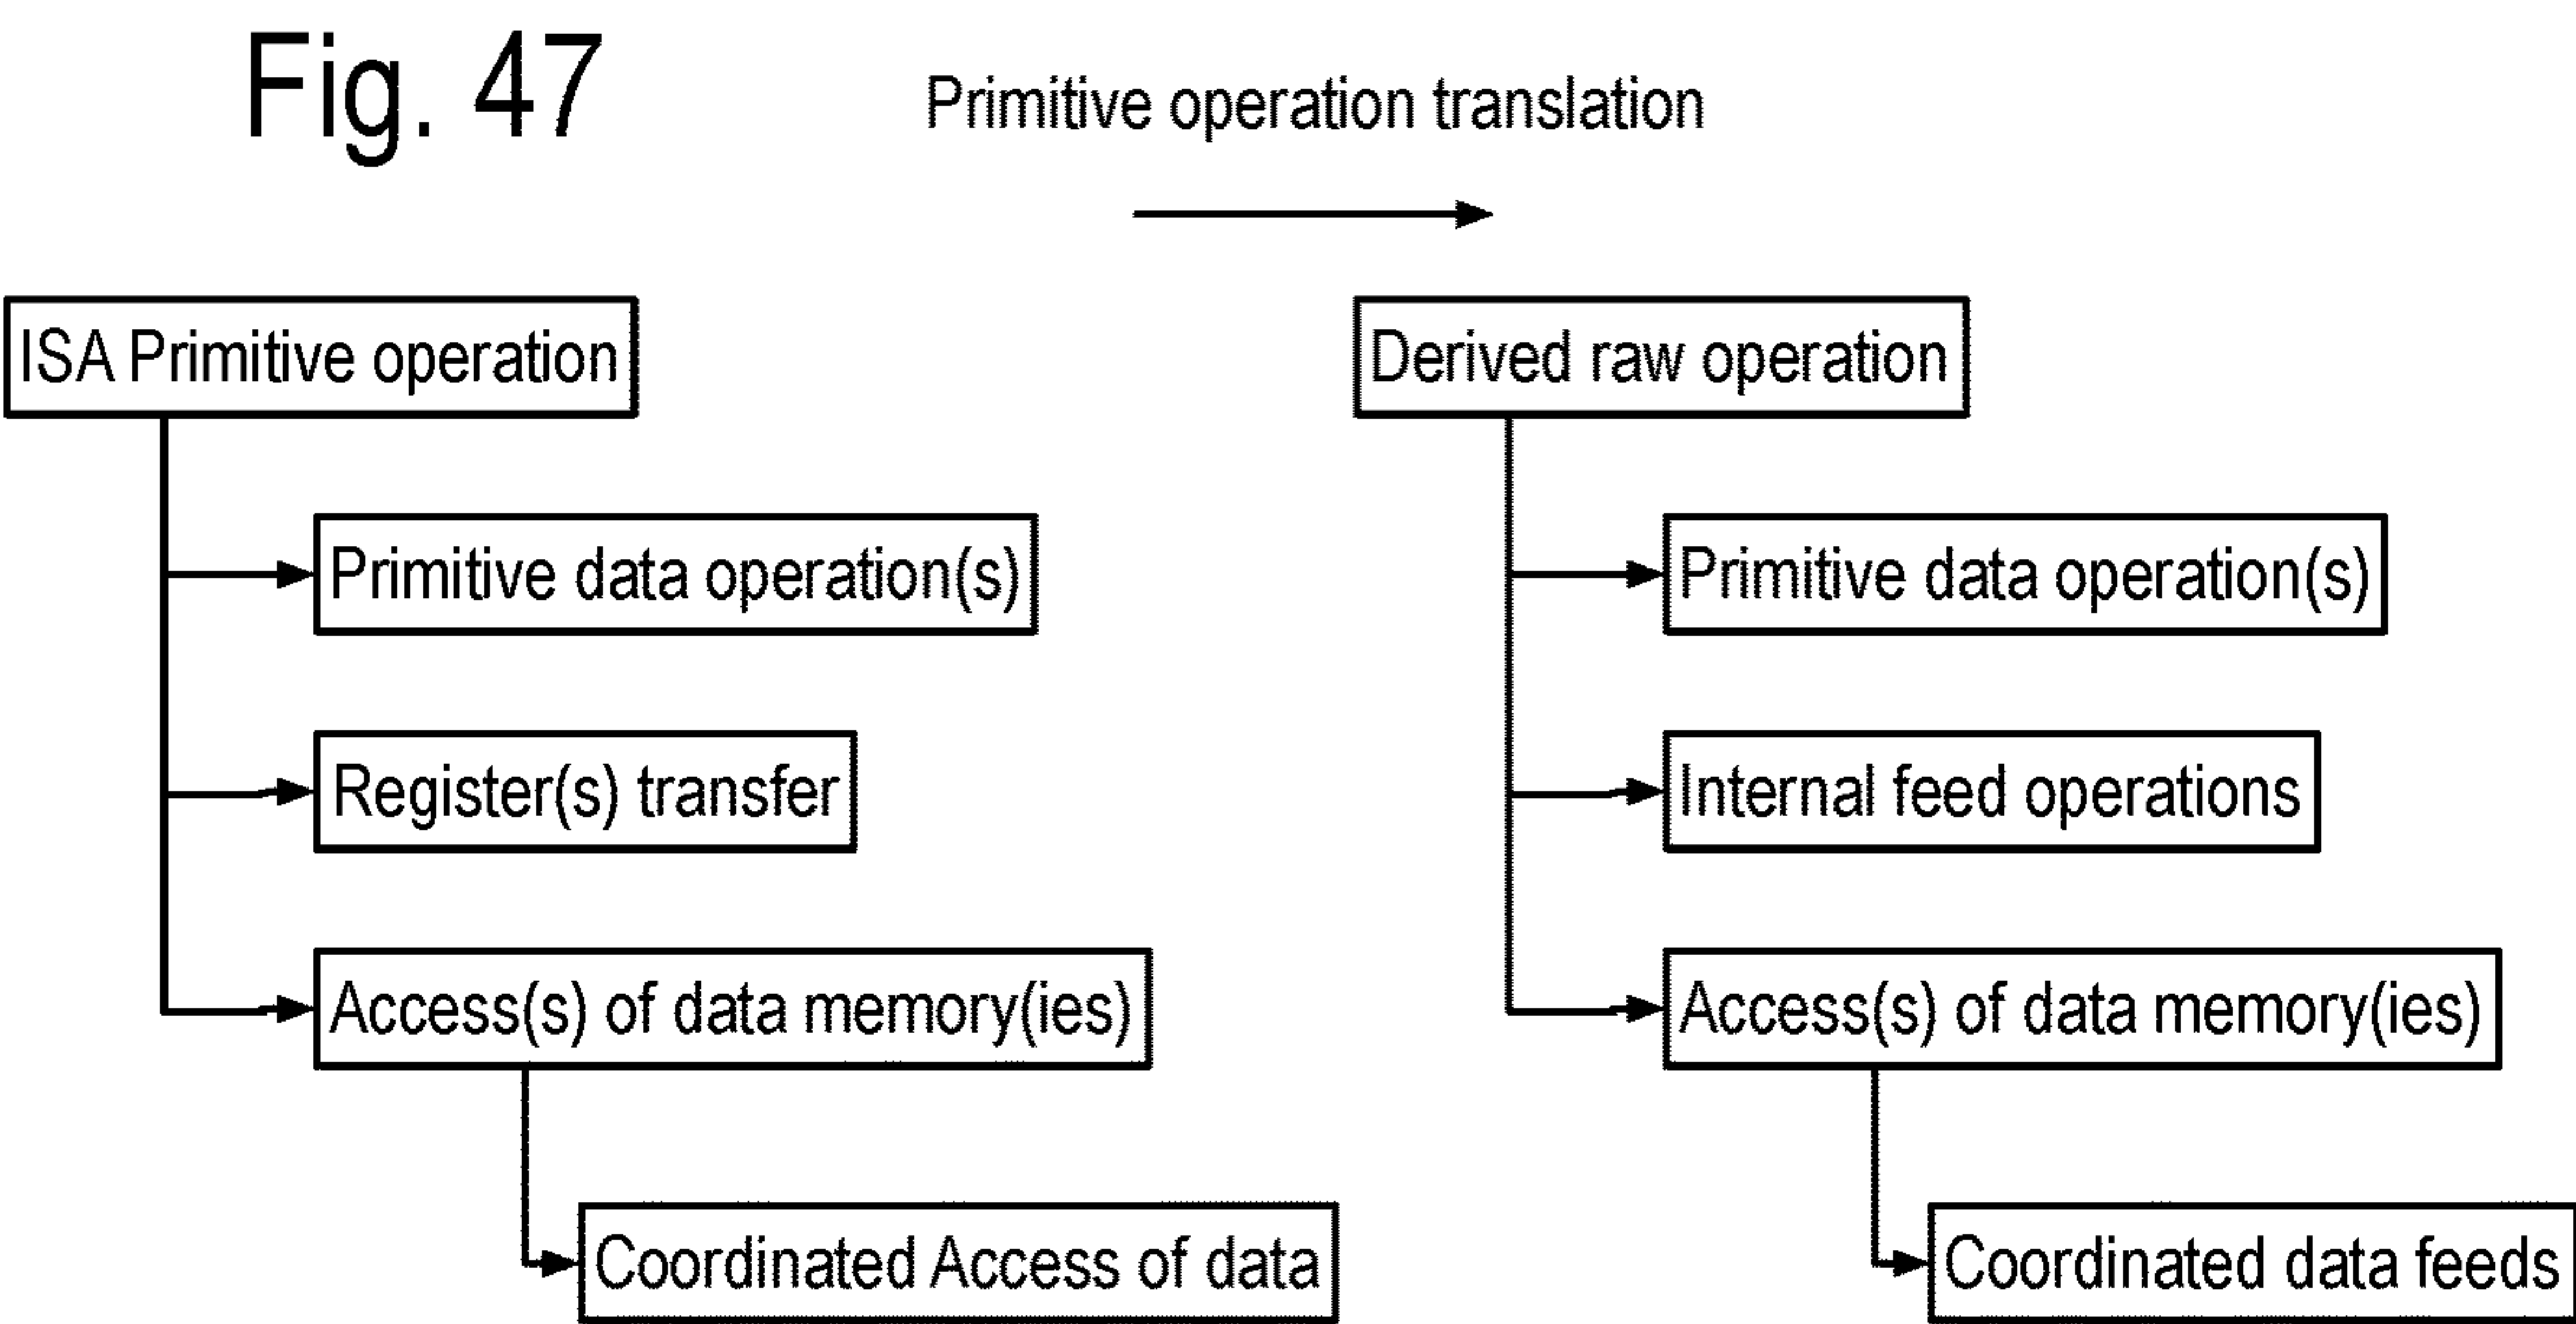 Fig. 47
Primitive operation translation
ISA Primitive operation
Primitive data operation(s)
Register(s) transfer
Access(s) of data memory(ies)
Coordinated Access of data
Derived raw operation
Primitive data operation(s)
Internal feed operations
Access(s) of data memory(ies)
Coordinated data feeds